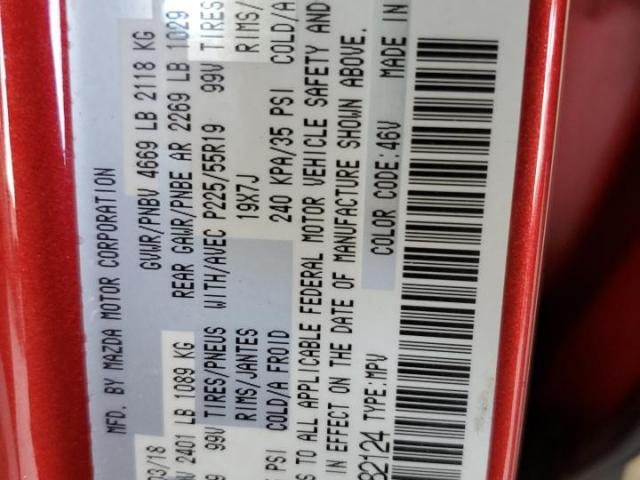 MFD. BY MAZDA MOTOR CORPORATION
03/18 GVWR/PNBV 4669 LB 2118 KG
2401 LB 1089 KG REAR GAWR/PNBE AR 2269 LB 1029
99V TIRES/PNEUS WITH/AVEC P225/55R19 99V TIRES
RIMS/JANTES 19X7J RIMS/
PSI COLD/A FROID 240 KPA/35 PSI COLD/A
TO ALL APPLICABLE FEDERAL MOTOR VEHICLE SAFETY AND
IN EFFECT ON THE DATE OF MANUFACTURE SHOWN ABOVE.
82124 TYPE:MPV COLOR CODE:46V MADE IN